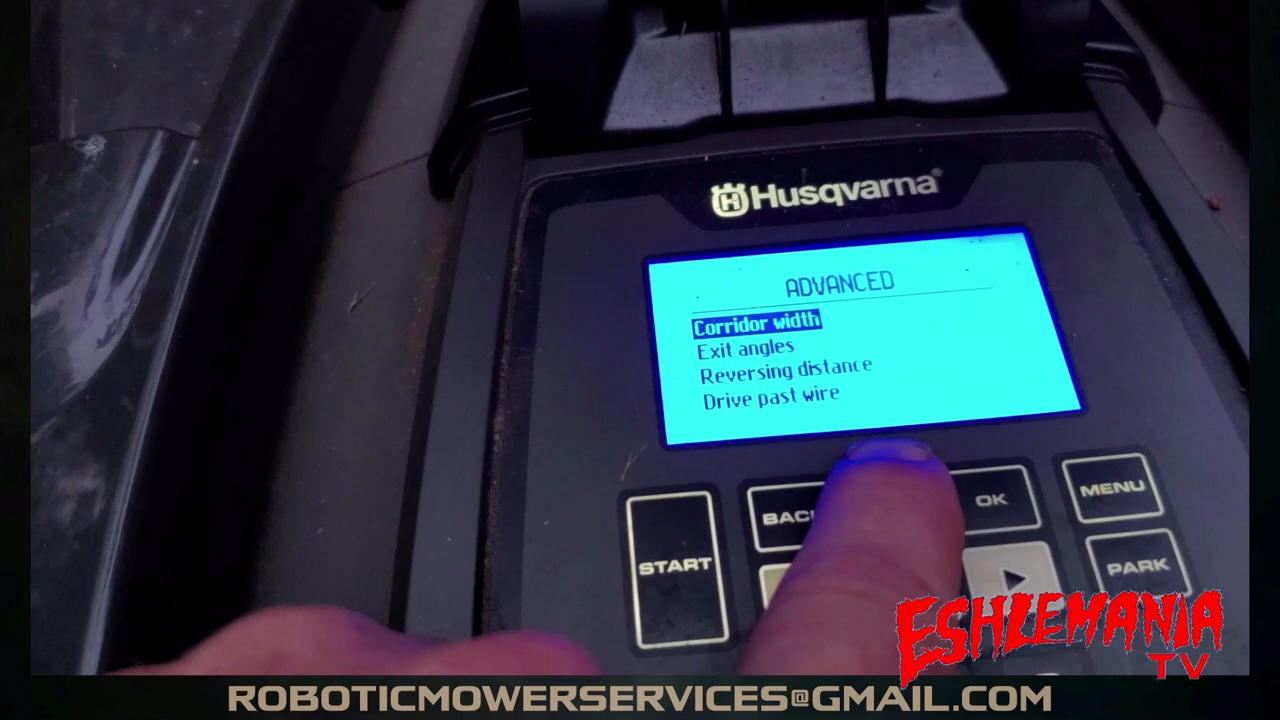 Husqvarna®
ADVANCED
Corridor width
Exit angles
Reversing distance
Drive past wire
BAC
OK
MENU
START
PARK
ESHLEMANIA
TV
ROBOTICMOWERSERVICES@GMAIL.COM